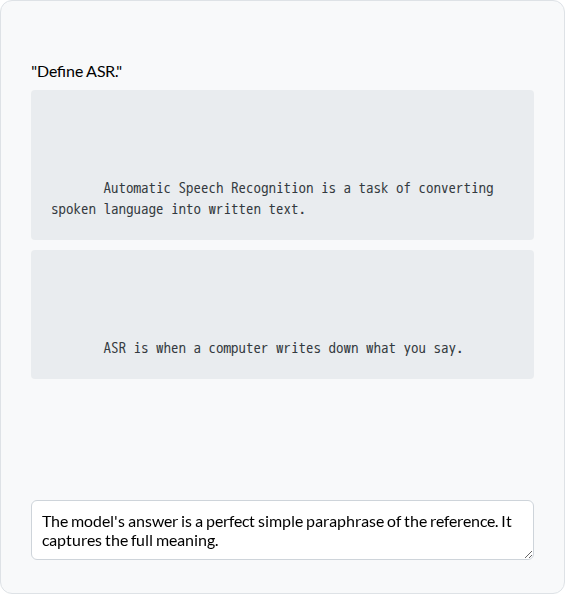 "Define ASR."
Automatic Speech Recognition is a task of converting
spoken language into written text.
ASR is when a computer writes down what you say.
The model's answer is a perfect simple paraphrase of the reference. It
captures the full meaning.